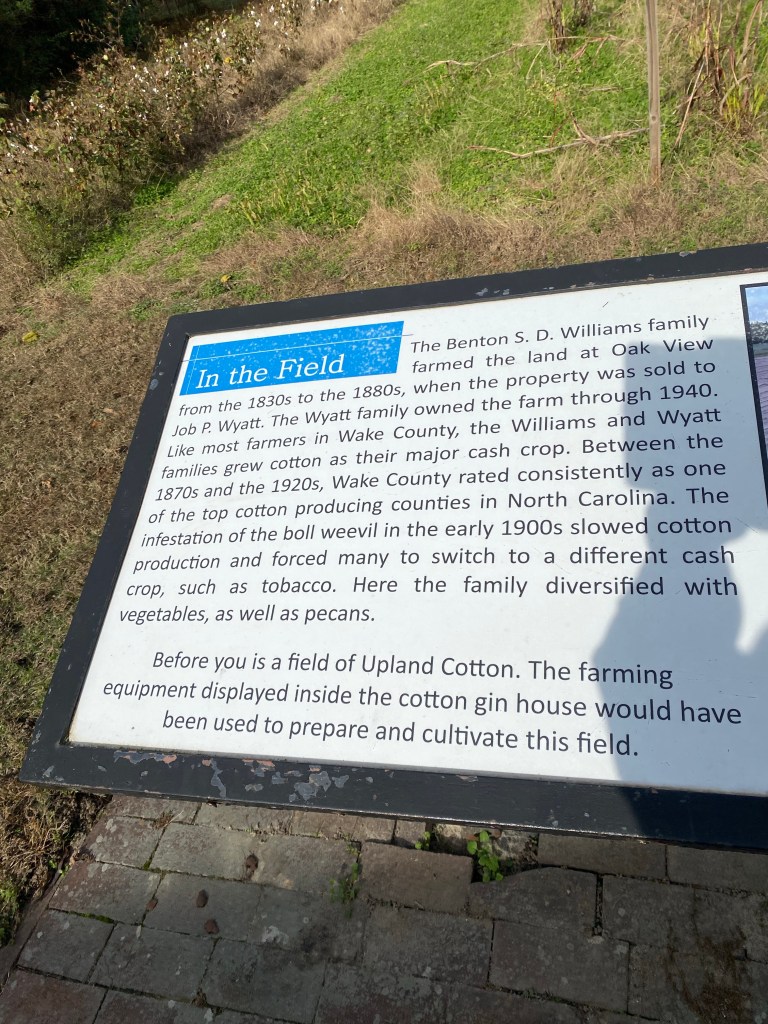 In the Field
The Benton S. D. Williams family
farmed the land at Oak View
from the 1830s to the 1880s, when the property was sold to
Job P. Wyatt. The Wyatt family owned the farm through 1940.
Like most farmers in Wake County, the Williams and Wyatt
families grew cotton as their major cash crop. Between the
1870s and the 1920s, Wake County rated consistently as one
of the top cotton producing counties in North Carolina. The
infestation of the boll weevil in the early 1900s slowed cotton
production and forced many to switch to a different cash
crop, such as tobacco. Here the family diversified with
vegetables, as well as pecans.
Before you is a field of Upland Cotton. The farming
equipment displayed inside the cotton gin house would have
been used to prepare and cultivate this field.